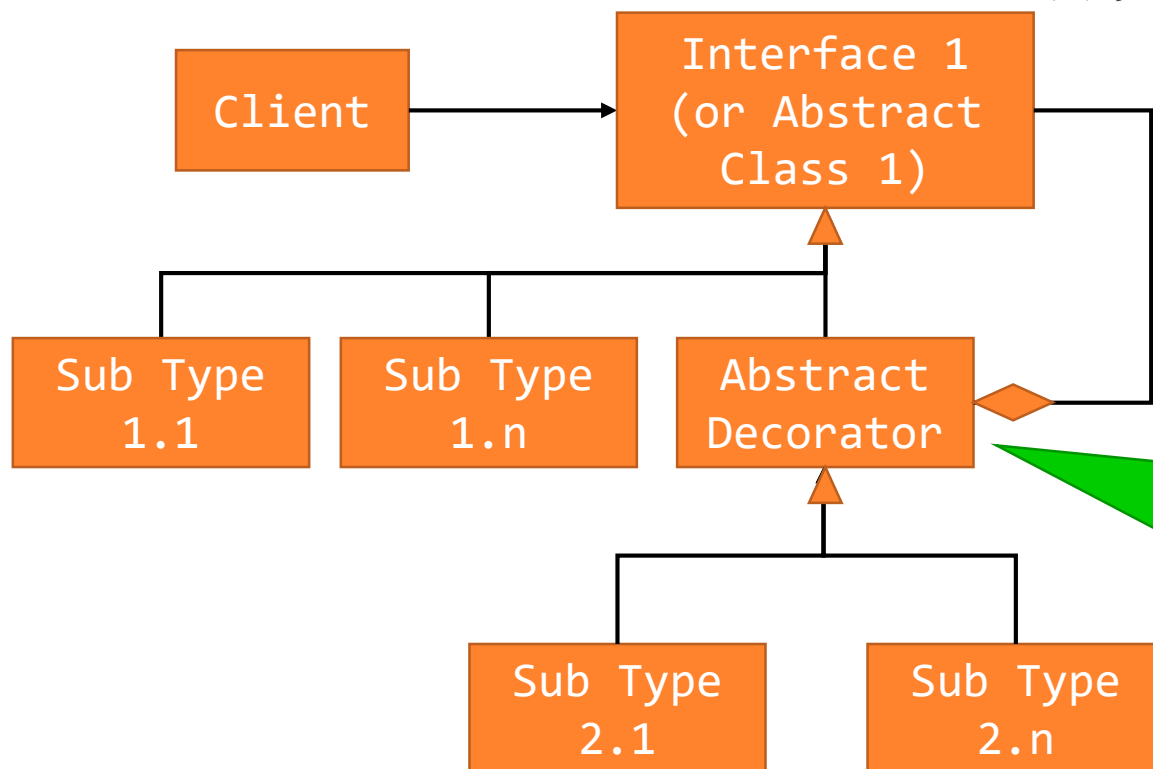 Interface 1
(or Abstract
Class 1)
Client
Sub Type
1.1
Sub Type
1.n
Abstract
Decorator
Sub Type
2.1
Sub Type
2.n